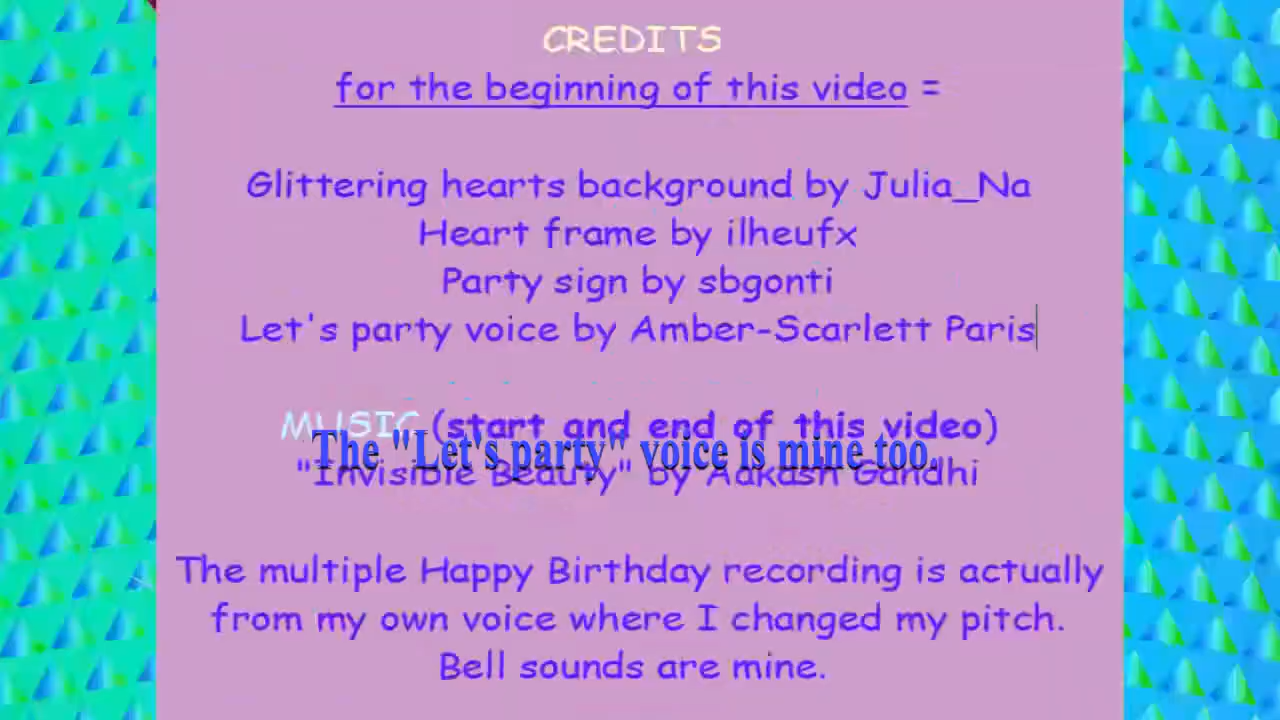 CREDITS
for the beginning of this video =
Glittering hearts background by Julia_Na
Heart frame by ilheufx
Party sign by sbgonti
Let's party voice by Amber-Scarlett Paris
MUSIC (start and end of this video)
The "Let's party" voice is mine too.
"Invisible Beauty" by Aakash Gandhi
The multiple Happy Birthday recording is actually
from my own voice where I changed my pitch.
Bell sounds are mine.